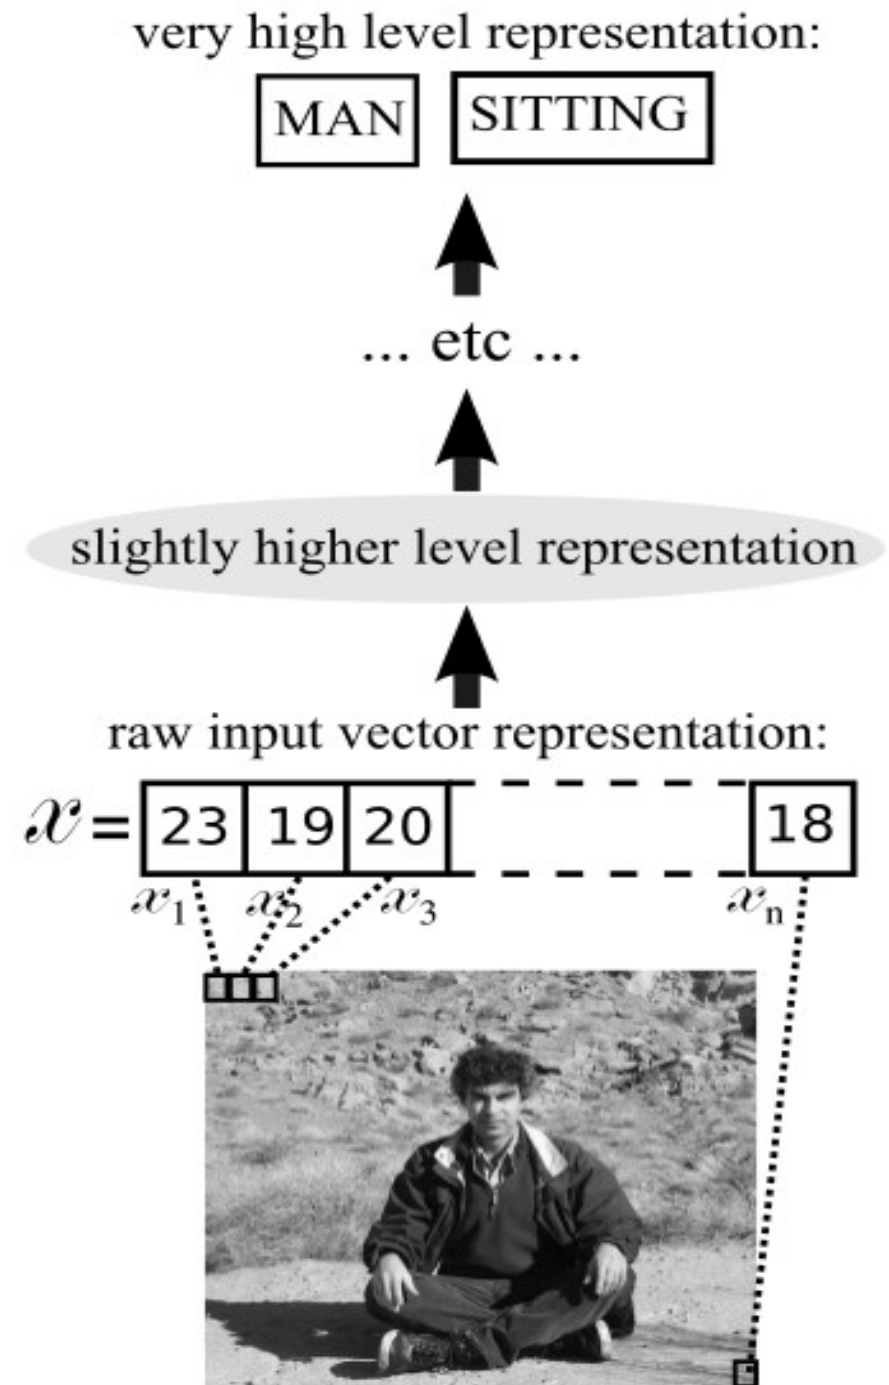 very high level representation:
MAN SITTING
... etc ...
slightly higher level representation
raw input vector representation:
x = 23 19 20 18
x1 x2 x3 xn